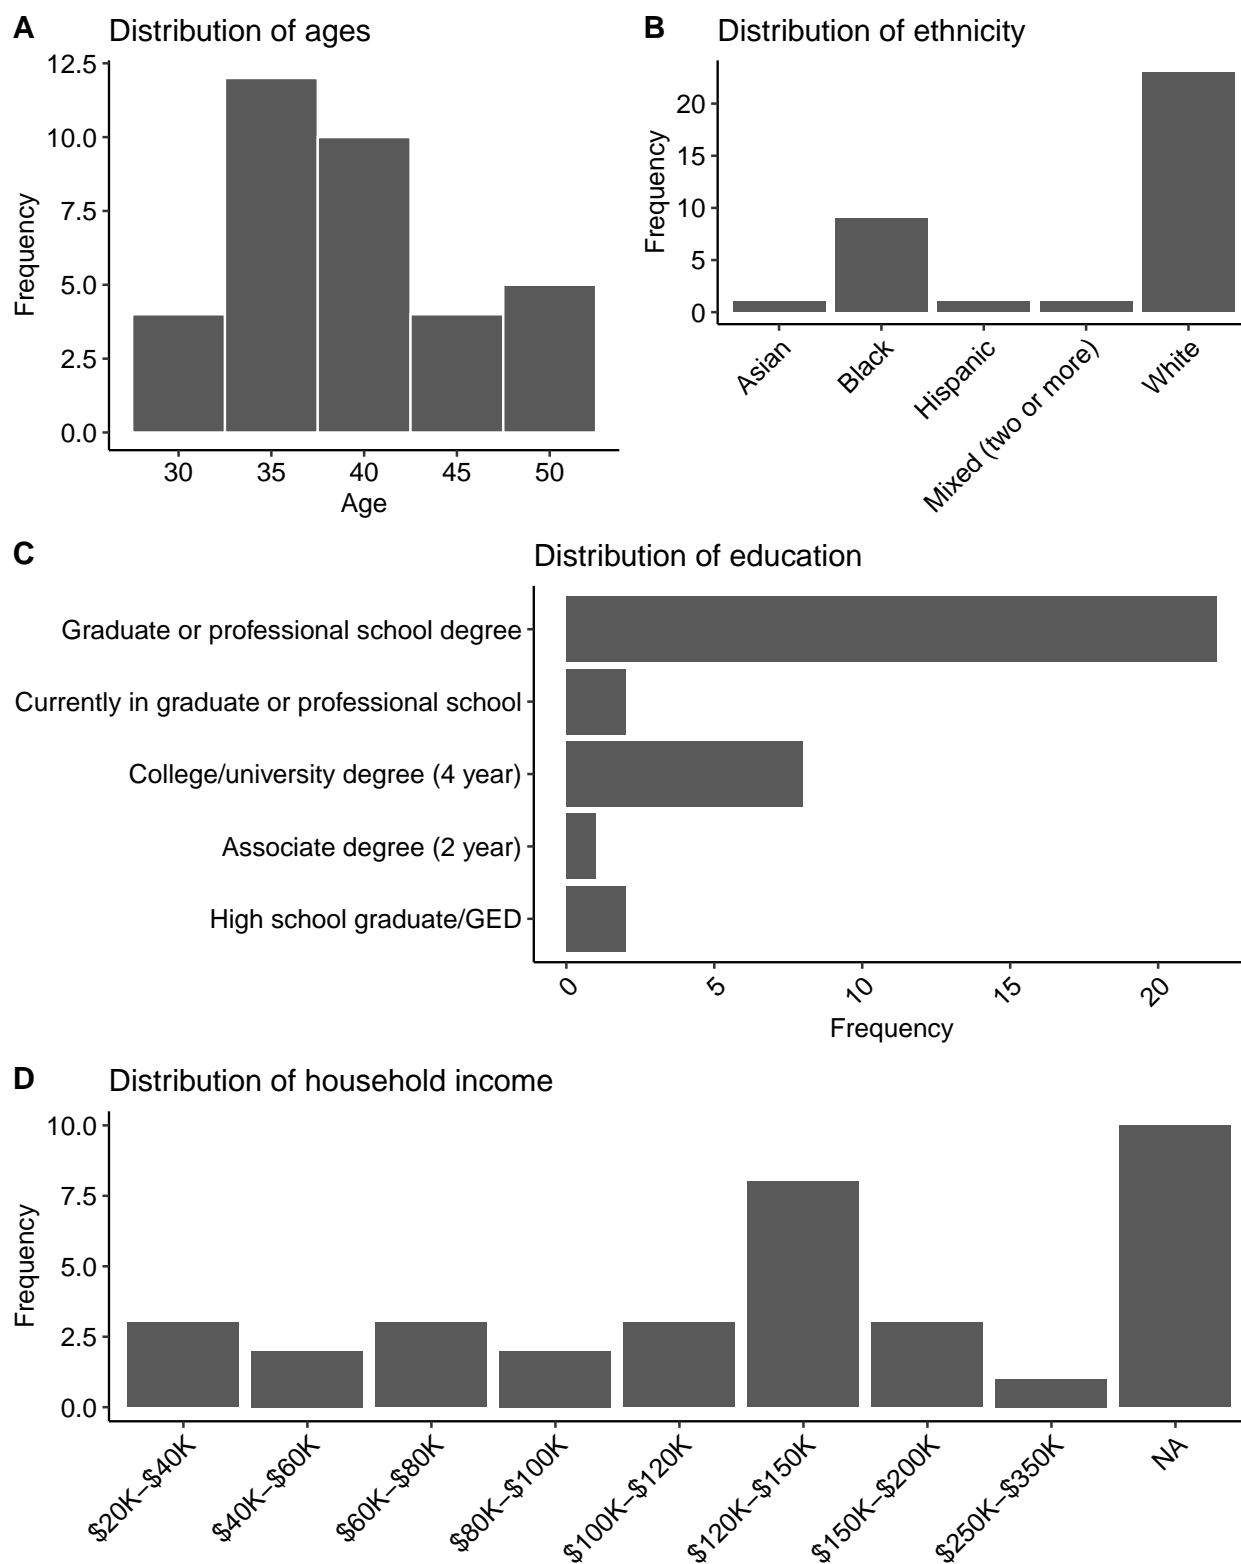 A
Distribution of ages
12.5
10.0
7.5
5.0
2.5
0.0
Frequency
30 35 40 45 50
Age
B
Distribution of ethnicity
20
15
10
5
0
Frequency
Asian
Black
Hispanic
Mixed (two or more)
White
C
Distribution of education
Graduate or professional school degree
Currently in graduate or professional school
College/university degree (4 year)
Associate degree (2 year)
High school graduate/GED
0 5 10 15 20
Frequency
D
Distribution of household income
10.0
7.5
5.0
2.5
0.0
Frequency
$20K–$40K
$40K–$60K
$60K–$80K
$80K–$100K
$100K–$120K
$120K–$150K
$150K–$200K
$250K–$350K
NA